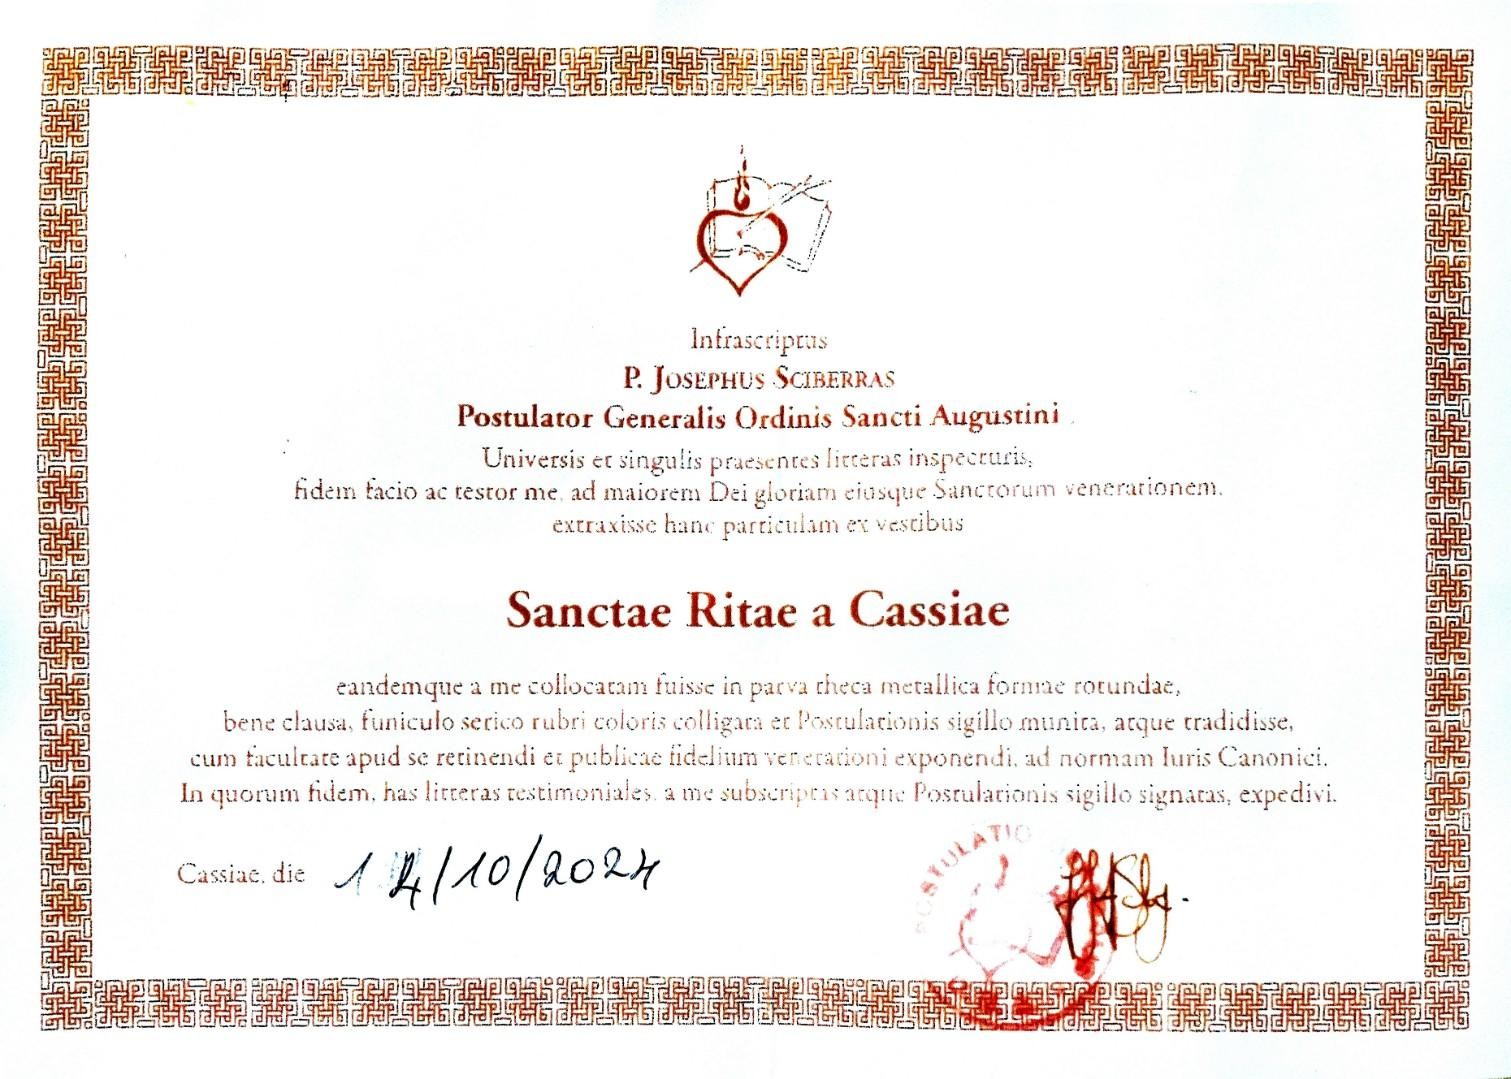 Infrascriptus
P. Josephus Sciberras
Postulator Generalis Ordinis Sancti Augustini
Universis et singulis praesentes litteras inspecturis,
fidem facio ac testor me, ad maiorem Dei gloriam eiusque Sanctorum venerationem,
extraxisse hanc particulam ex vestibus
Sanctae Ritae a Cassiae
eandemque a me collocatam fuisse in parva theca metallica formae rotundae,
bene clausa, funiculo serico rubri coloris colligata et Postulationis sigillo munita, atque tradidisse,
cum facultate apud se retinendi et publicae fidelium venerationi exponendi, ad normam Iuris Canonici.
In quorum fidem, has litteras testimoniales, a me subscriptas atque Postulationis sigillo signatas, expedivi.
Cassiae, die 14/10/2024
POSTULATIO